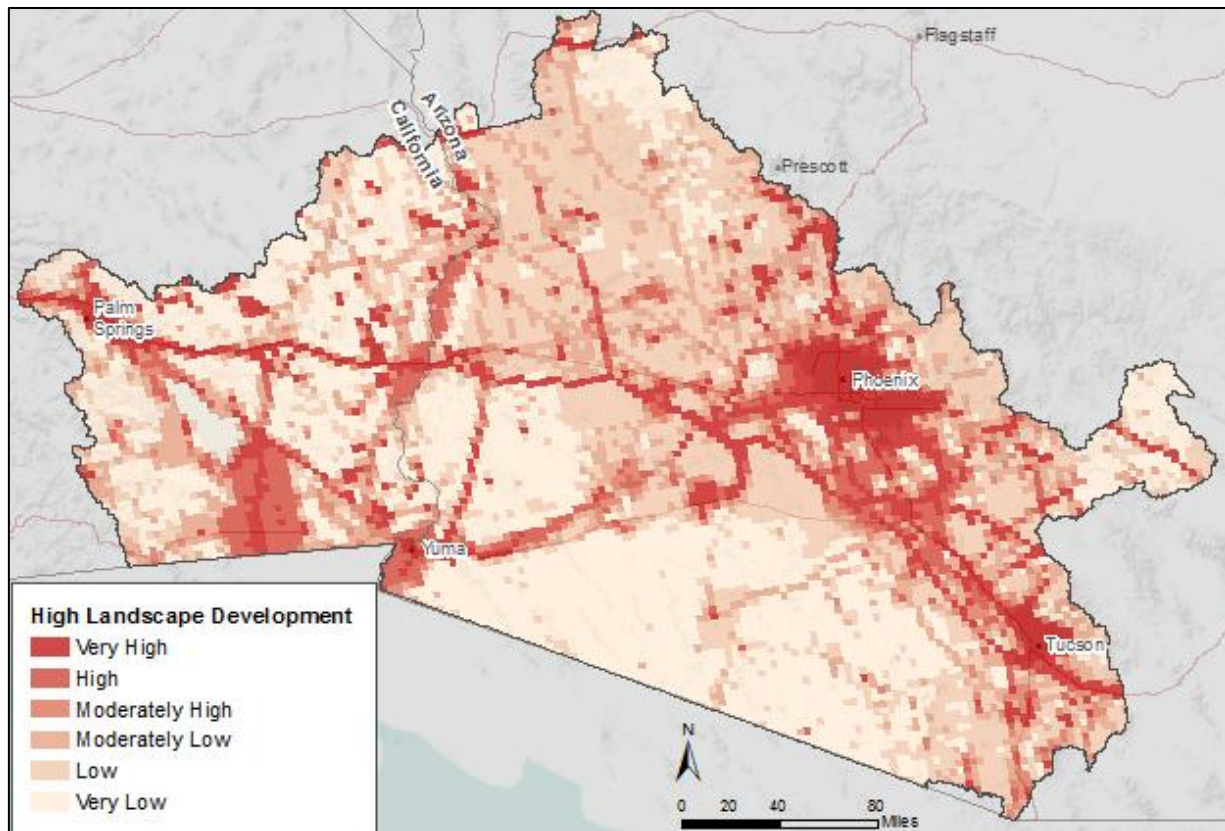 Flagstaff
Arizona
California
Prescott
Palm
Springs
Phoenix
Yuma
Tucson
High Landscape Development
Very High
High
Moderately High
Moderately Low
Low
Very Low
N
0 20 40 80
Miles